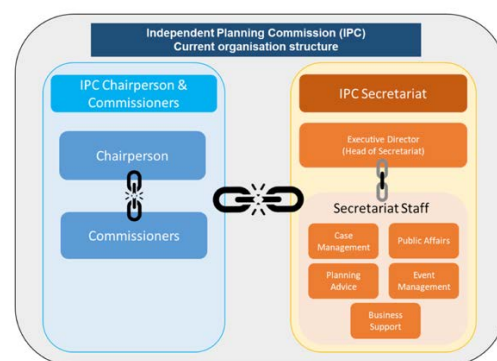 Independent Planning Commission (IPC)
Current organisation structure
IPC Chairperson &
Commissioners
Chairperson
Commissioners
IPC Secretariat
Executive Director
(Head of Secretariat)
Secretariat Staff
Case
Management
Public Affairs
Planning
Advice
Event
Management
Business
Support